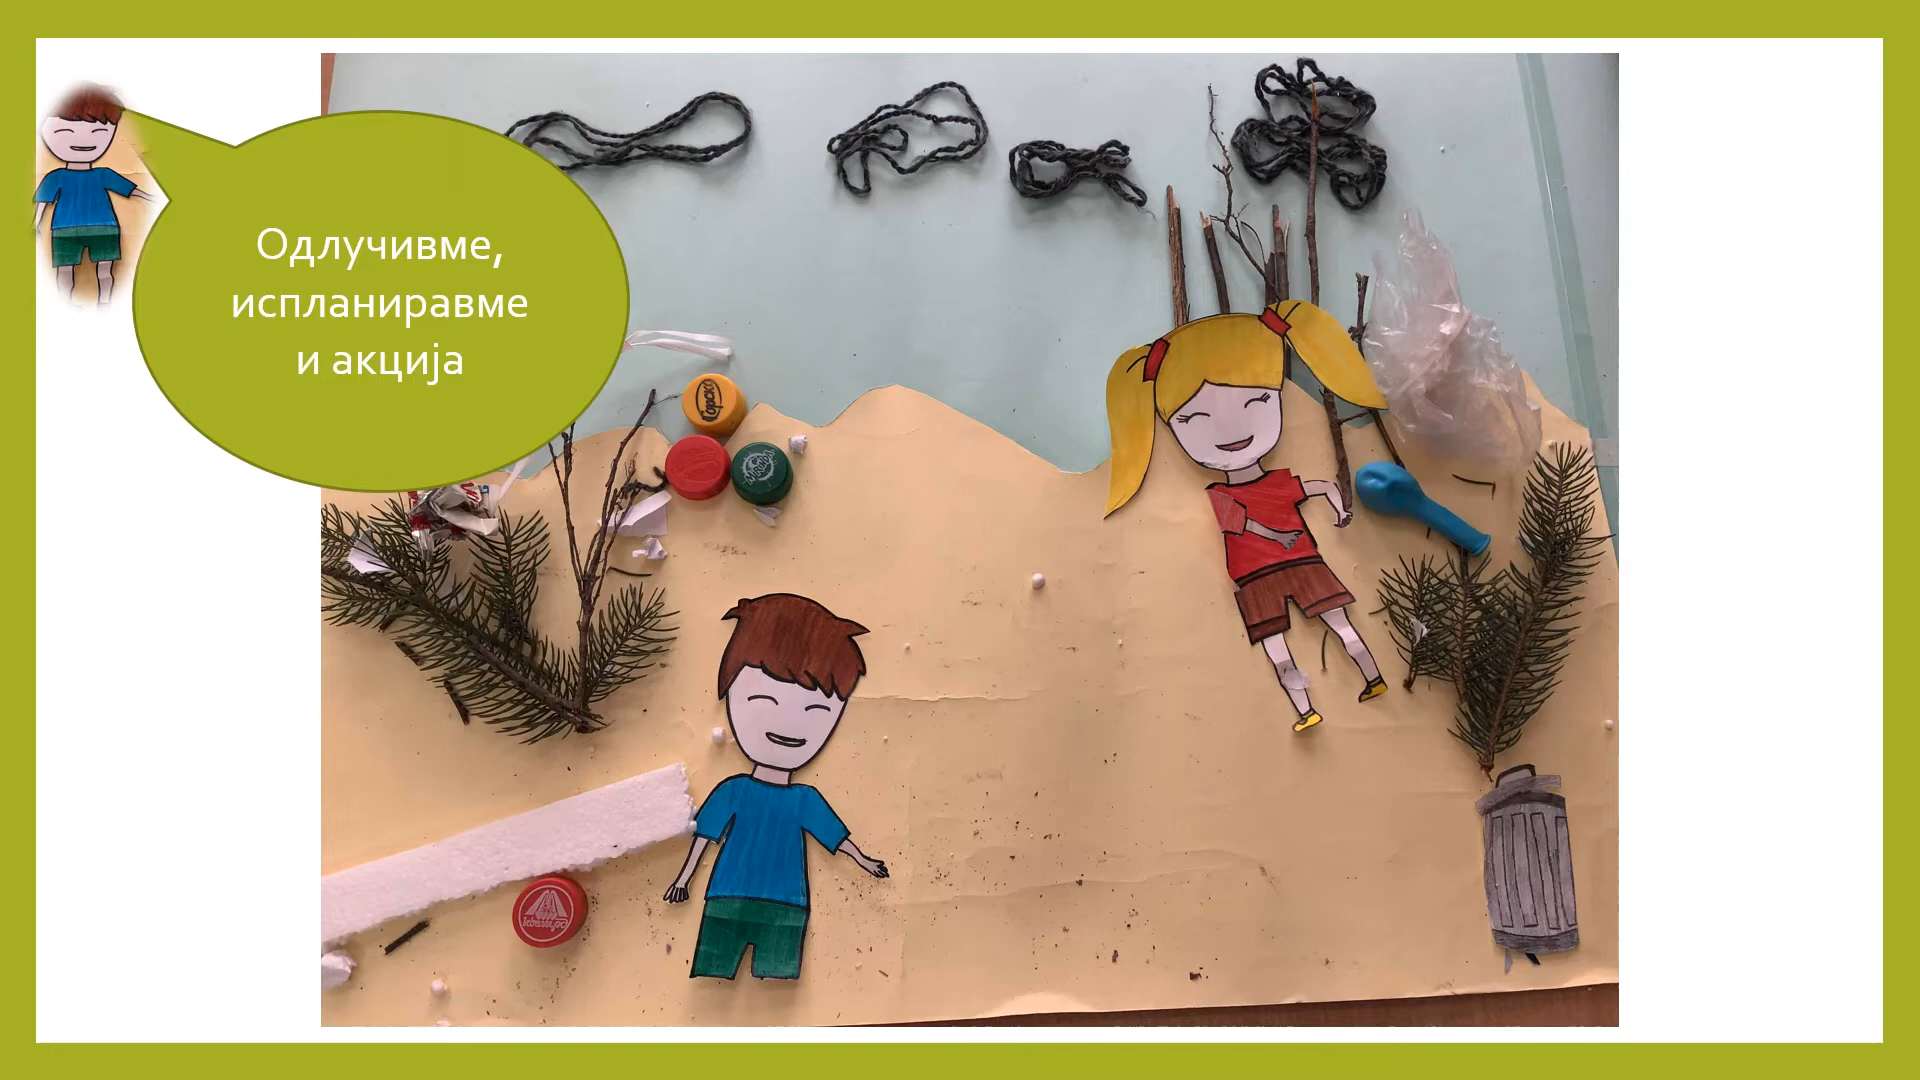 Одлучивме,
испланиравме
и акција